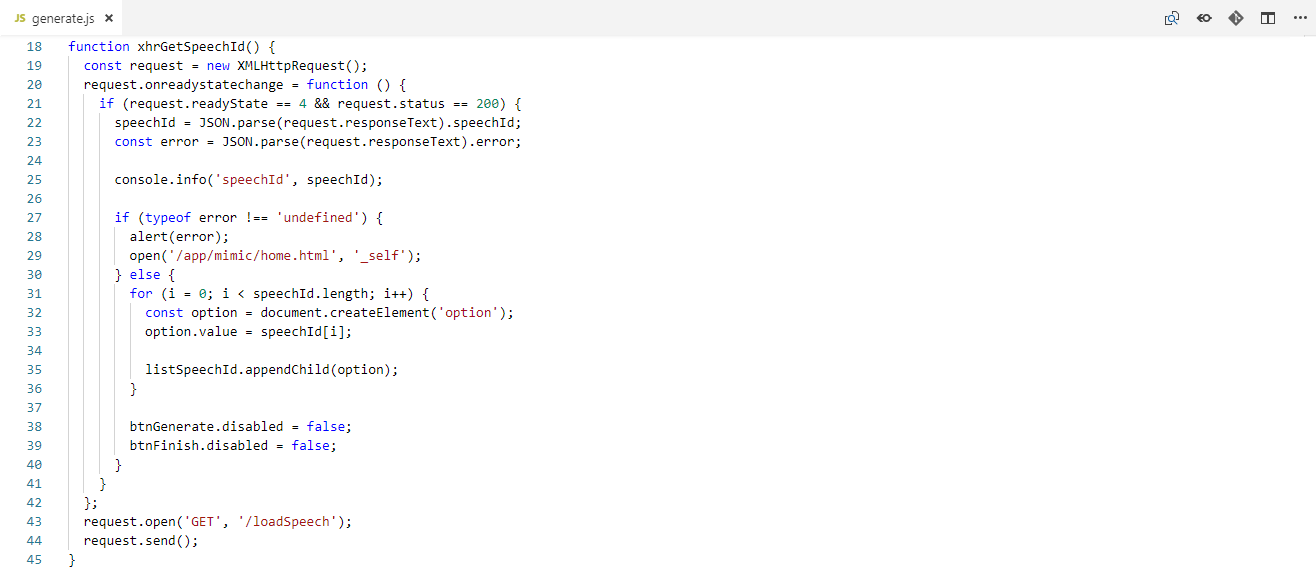 JS generate.js ×
18 function xhrGetSpeechId() {
19 const request = new XMLHttpRequest();
20 request.onreadystatechange = function () {
21 if (request.readyState == 4 && request.status == 200) {
22 speechId = JSON.parse(request.responseText).speechId;
23 const error = JSON.parse(request.responseText).error;
24
25 console.info('speechId', speechId);
26
27 if (typeof error !== 'undefined') {
28 alert(error);
29 open('/app/mimic/home.html', '_self');
30 } else {
31 for (i = 0; i < speechId.length; i++) {
32 const option = document.createElement('option');
33 option.value = speechId[i];
34
35 listSpeechId.appendChild(option);
36 }
37
38 btnGenerate.disabled = false;
39 btnFinish.disabled = false;
40 }
41 }
42 };
43 request.open('GET', '/loadSpeech');
44 request.send();
45 }